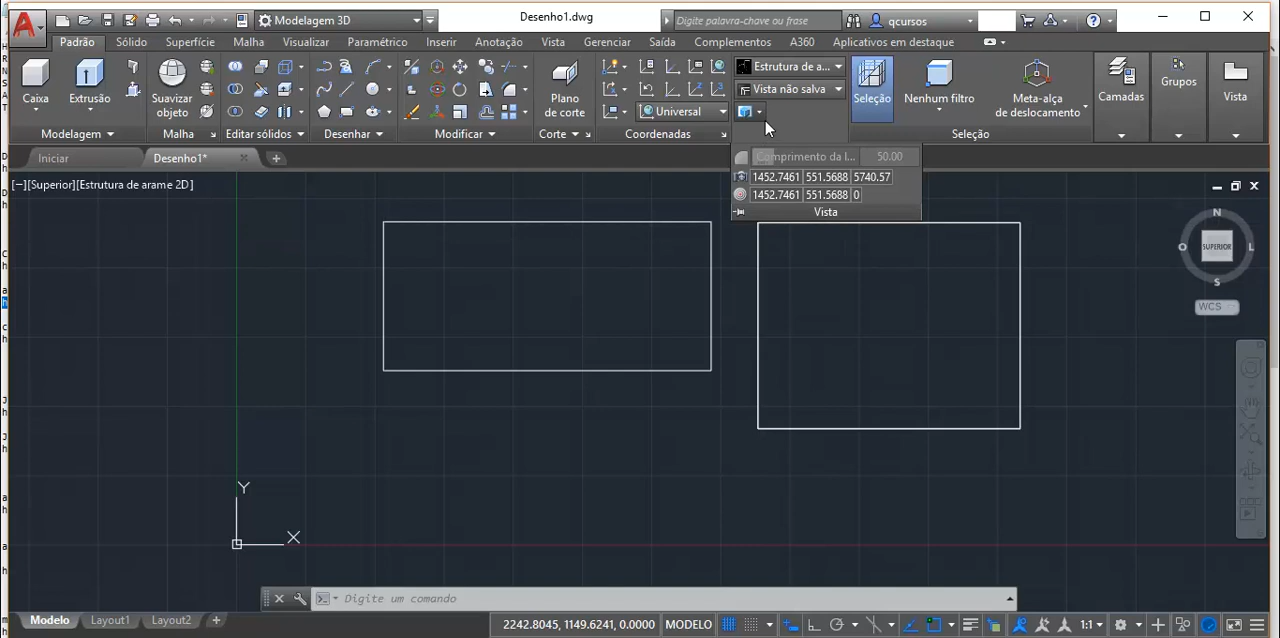 Modelagem 3D
Desenho1.dwg
Digite palavra-chave ou frase
qcursos
Padrão Sólido Superfície Malha Visualizar Paramétrico Inserir Anotação Vista Gerenciar Saída Complementos A360 Aplicativos em destaque
Caixa
Extrusão
Suavizar
objeto
Plano
de corte
Universal
Estrutura de a...
Vista não salva
Seleção
Nenhum filtro
Meta-alça
de deslocamento
Camadas
Grupos
Vista
Modelagem Malha Editar sólidos Desenhar Modificar Corte Coordenadas Seleção
Iniciar Desenho1*
Comprimento da l... 50.00
1452.7461 551.5688 5740.57
1452.7461 551.5688 0
Vista
[−][Superior][Estrutura de arame 2D]
N
O SUPERIOR L
S
WCS
Y
X
Digite um comando
Modelo Layout1 Layout2
2242.8045, 1149.6241, 0.0000 MODELO 1:1